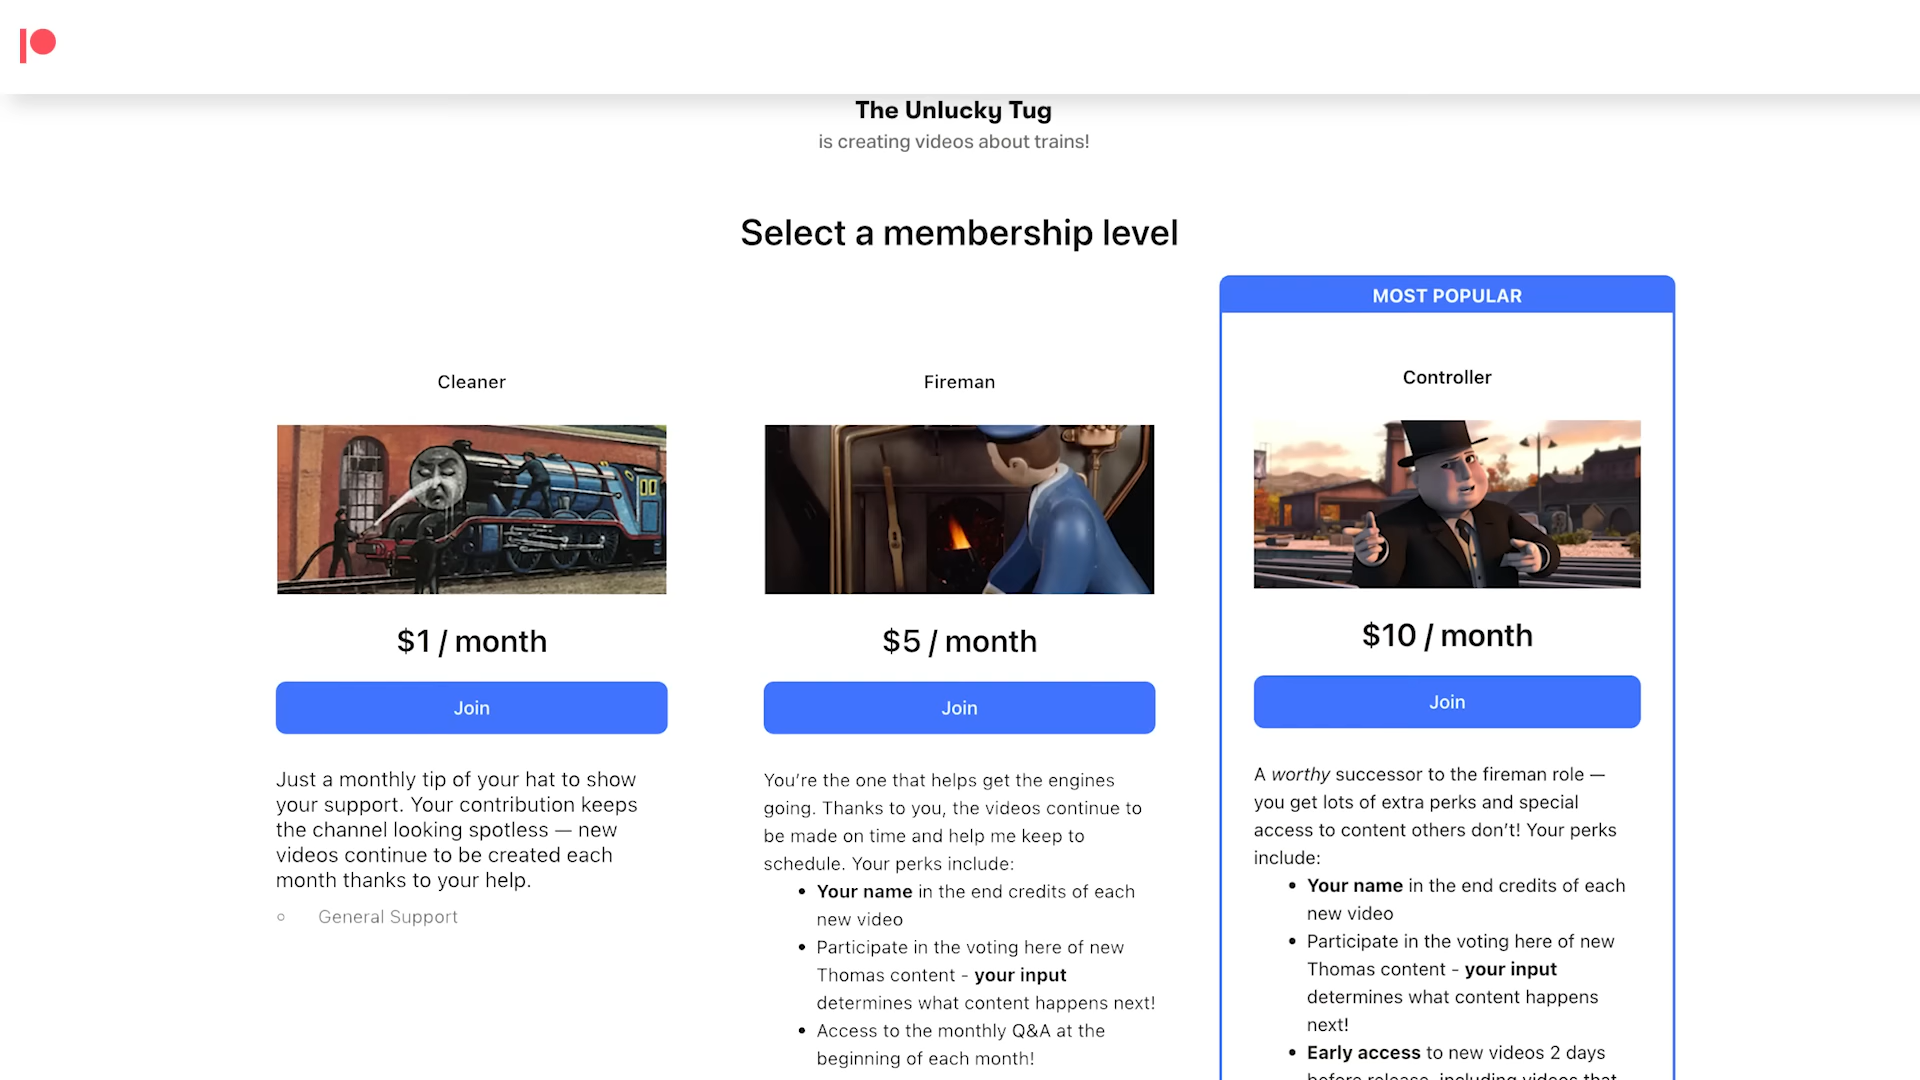 The Unlucky Tug
is creating videos about trains!
Select a membership level
Cleaner
$1 / month
Join
Just a monthly tip of your hat to show
your support. Your contribution keeps
the channel looking spotless — new
videos continue to be created each
month thanks to your help.
General Support
Fireman
$5 / month
Join
You’re the one that helps get the engines
going. Thanks to you, the videos continue to
be made on time and help me keep to
schedule. Your perks include:
• Your name in the end credits of each
new video
• Participate in the voting here of new
Thomas content - your input
determines what content happens next!
• Access to the monthly Q&A at the
beginning of each month!
MOST POPULAR
Controller
$10 / month
Join
A worthy successor to the fireman role —
you get lots of extra perks and special
access to content others don’t! Your perks
include:
• Your name in the end credits of each
new video
• Participate in the voting here of new
Thomas content - your input
determines what content happens
next!
• Early access to new videos 2 days
before release, including videos that